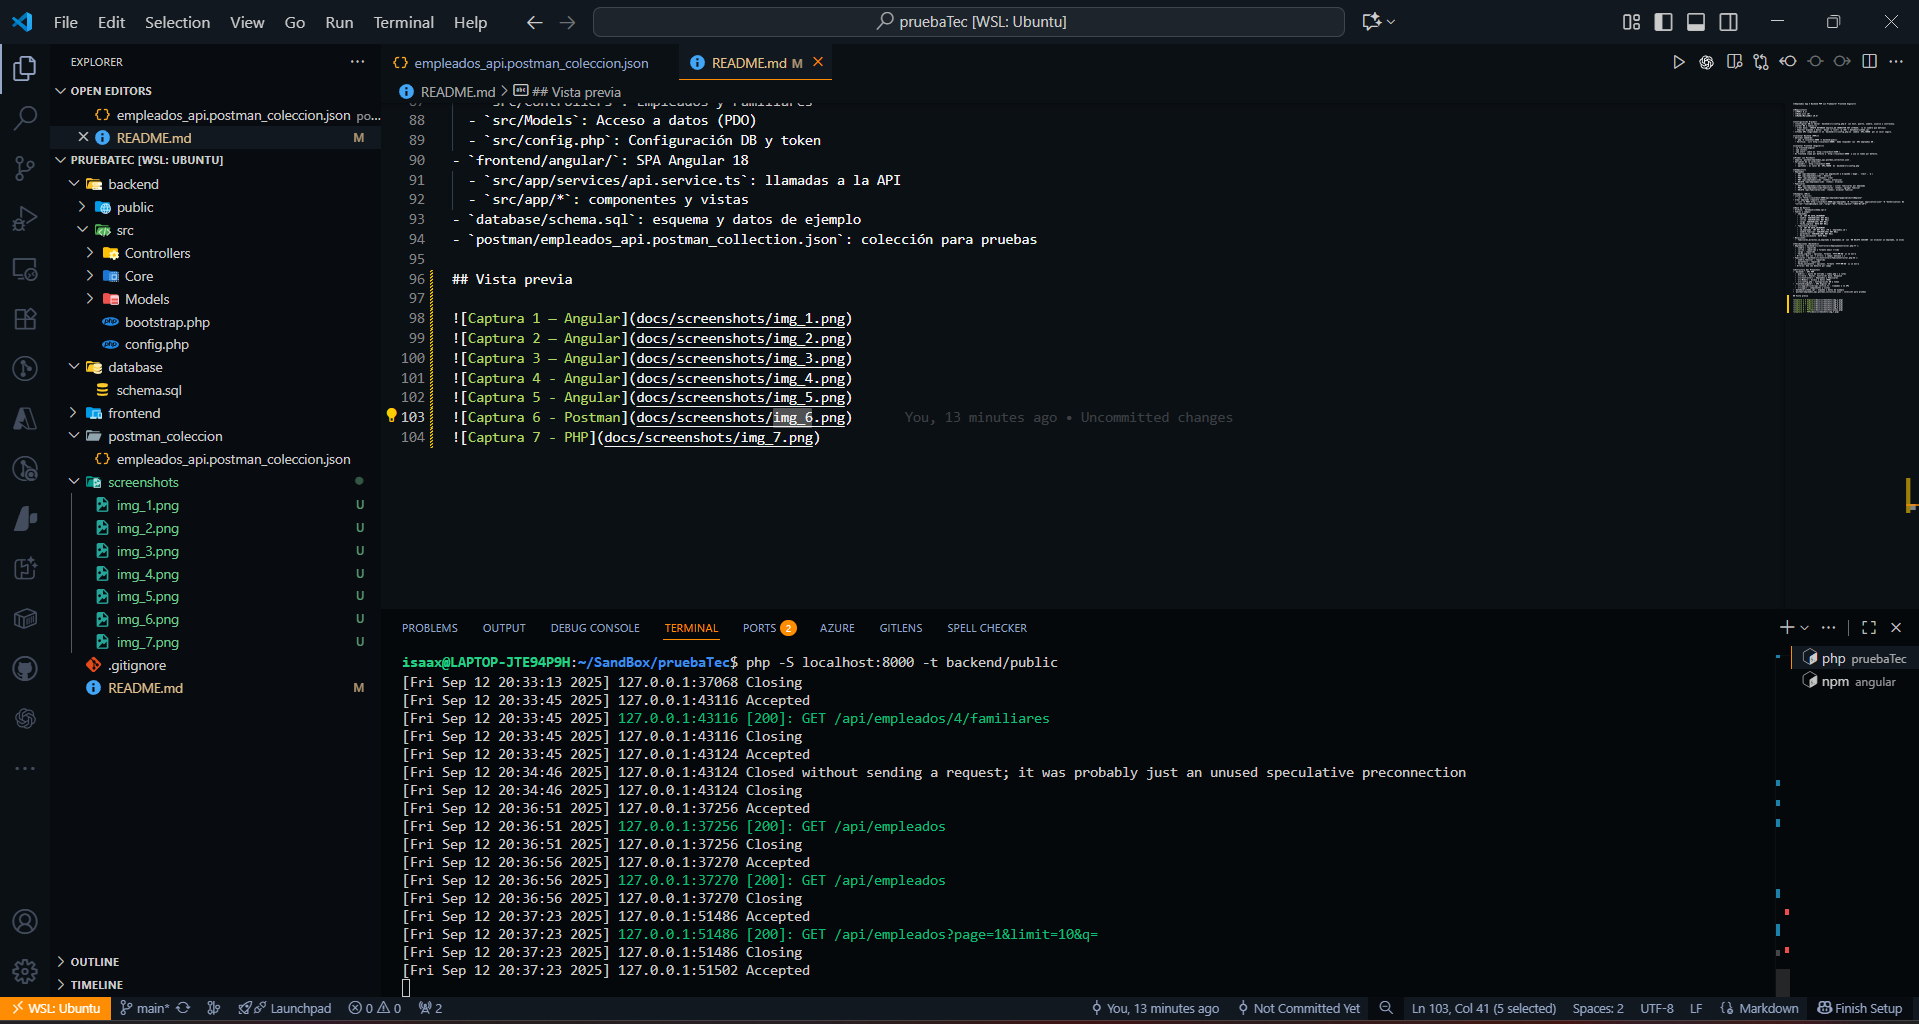 File Edit Selection View Go Run Terminal Help
pruebaTec [WSL: Ubuntu]
EXPLORER
OPEN EDITORS
empleados_api.postman_coleccion.json po...
README.md M
PRUEBATEC [WSL: UBUNTU]
backend
public
src
Controllers
Core
Models
bootstrap.php
config.php
database
schema.sql
frontend
postman_coleccion
empleados_api.postman_coleccion.json
screenshots
img_1.png U
img_2.png U
img_3.png U
img_4.png U
img_5.png U
img_6.png U
img_7.png U
.gitignore
README.md M
OUTLINE
TIMELINE
empleados_api.postman_coleccion.json
README.md M
README.md > ## Vista previa
87 - `src/Controllers`: Empleados y Familiares
88 - `src/Models`: Acceso a datos (PDO)
89 - `src/config.php`: Configuración DB y token
90 - `frontend/angular/`: SPA Angular 18
91 - `src/app/services/api.service.ts`: llamadas a la API
92 - `src/app/*`: componentes y vistas
93 - `database/schema.sql`: esquema y datos de ejemplo
94 - `postman/empleados_api.postman_collection.json`: colección para pruebas
95
96 ## Vista previa
97
98 ![Captura 1 – Angular](docs/screenshots/img_1.png)
99 ![Captura 2 – Angular](docs/screenshots/img_2.png)
100 ![Captura 3 – Angular](docs/screenshots/img_3.png)
101 ![Captura 4 - Angular](docs/screenshots/img_4.png)
102 ![Captura 5 - Angular](docs/screenshots/img_5.png)
103 ![Captura 6 - Postman](docs/screenshots/img_6.png) You, 13 minutes ago • Uncommitted changes
104 ![Captura 7 - PHP](docs/screenshots/img_7.png)
PROBLEMS OUTPUT DEBUG CONSOLE TERMINAL PORTS 2 AZURE GITLENS SPELL CHECKER
isaax@LAPTOP-JTE94P9H:~/SandBox/pruebaTec$ php -S localhost:8000 -t backend/public
[Fri Sep 12 20:33:13 2025] 127.0.0.1:37068 Closing
[Fri Sep 12 20:33:45 2025] 127.0.0.1:43116 Accepted
[Fri Sep 12 20:33:45 2025] 127.0.0.1:43116 [200]: GET /api/empleados/4/familiares
[Fri Sep 12 20:33:45 2025] 127.0.0.1:43116 Closing
[Fri Sep 12 20:33:45 2025] 127.0.0.1:43124 Accepted
[Fri Sep 12 20:34:46 2025] 127.0.0.1:43124 Closed without sending a request; it was probably just an unused speculative preconnection
[Fri Sep 12 20:34:46 2025] 127.0.0.1:43124 Closing
[Fri Sep 12 20:36:51 2025] 127.0.0.1:37256 Accepted
[Fri Sep 12 20:36:51 2025] 127.0.0.1:37256 [200]: GET /api/empleados
[Fri Sep 12 20:36:51 2025] 127.0.0.1:37256 Closing
[Fri Sep 12 20:36:56 2025] 127.0.0.1:37270 Accepted
[Fri Sep 12 20:36:56 2025] 127.0.0.1:37270 [200]: GET /api/empleados
[Fri Sep 12 20:36:56 2025] 127.0.0.1:37270 Closing
[Fri Sep 12 20:37:23 2025] 127.0.0.1:51486 Accepted
[Fri Sep 12 20:37:23 2025] 127.0.0.1:51486 [200]: GET /api/empleados?page=1&limit=10&q=
[Fri Sep 12 20:37:23 2025] 127.0.0.1:51486 Closing
[Fri Sep 12 20:37:23 2025] 127.0.0.1:51502 Accepted
php pruebaTec
npm angular
WSL: Ubuntu main* Launchpad 0 0 2 You, 13 minutes ago Not Committed Yet Ln 103, Col 41 (5 selected) Spaces: 2 UTF-8 LF Markdown Finish Setup